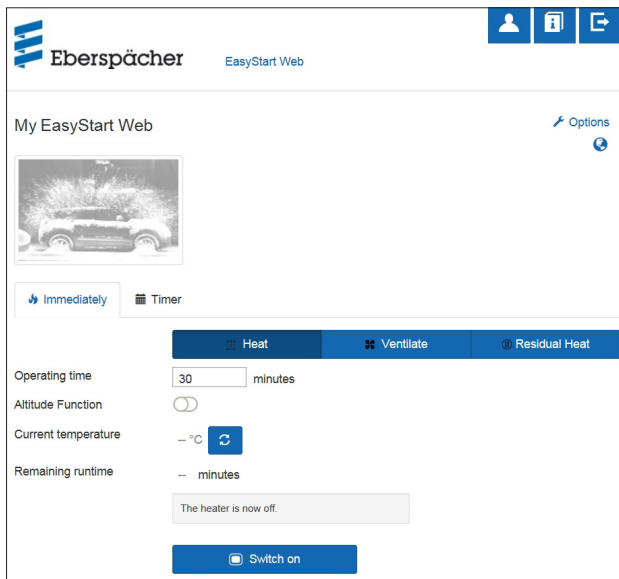 Eberspächer
EasyStart Web
My EasyStart Web
Options
Immediately
Timer
Heat
Ventilate
Residual Heat
Operating time
30 minutes
Altitude Function
Current temperature
-- °C
Remaining runtime
-- minutes
The heater is now off.
Switch on